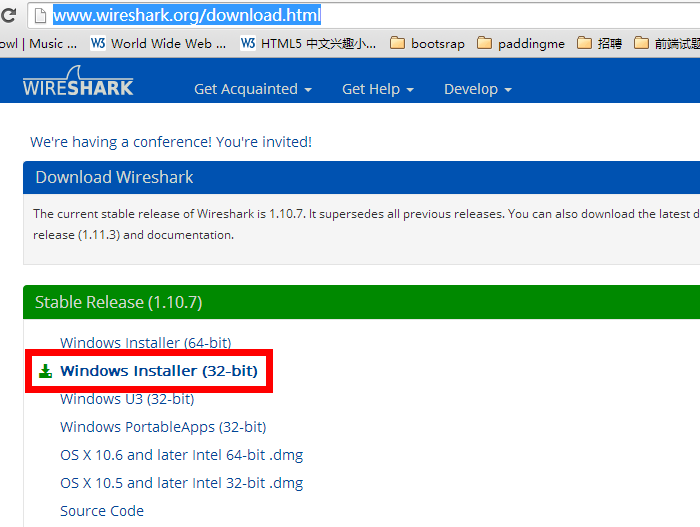 www.wireshark.org/download.html
owl | Music ... W3 World Wide Web ... W3 HTML5 中文兴趣小... bootsrap paddingme 招聘 前端试题
WIRESHARK Get Acquainted Get Help Develop
We're having a conference! You're invited!
Download Wireshark
The current stable release of Wireshark is 1.10.7. It supersedes all previous releases. You can also download the latest d
release (1.11.3) and documentation.
Stable Release (1.10.7)
Windows Installer (64-bit)
Windows Installer (32-bit)
Windows U3 (32-bit)
Windows PortableApps (32-bit)
OS X 10.6 and later Intel 64-bit .dmg
OS X 10.5 and later Intel 32-bit .dmg
Source Code